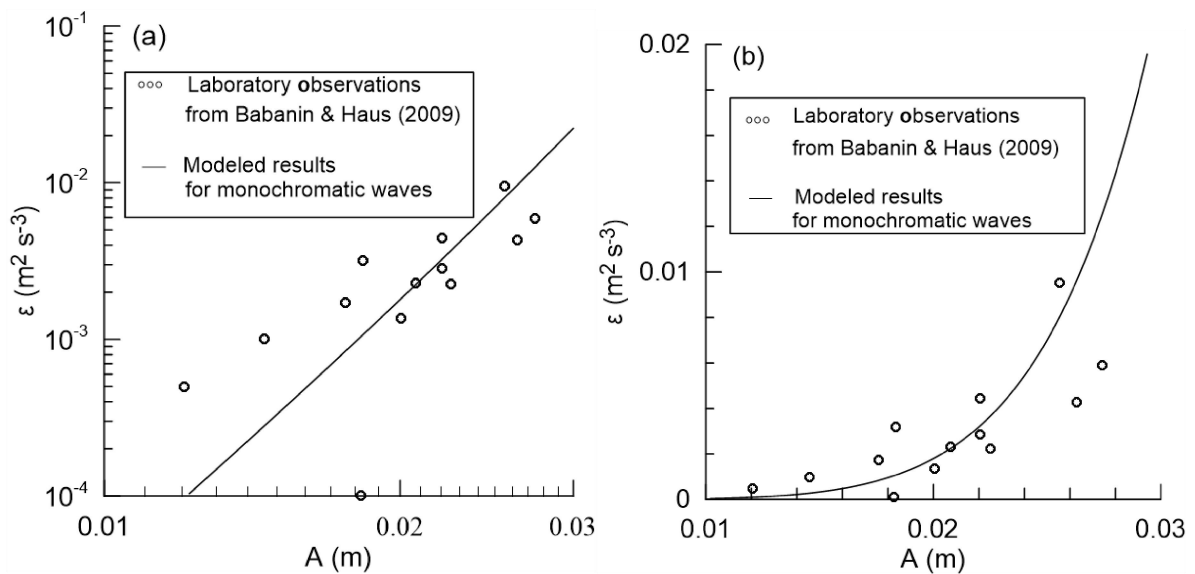 (a)
10⁻¹
10⁻²
10⁻³
10⁻⁴
ε (m² s⁻³)
ooo Laboratory observations
from Babanin & Haus (2009)
— Modeled results
for monochromatic waves
0.01 0.02 0.03
A (m)
(b)
0.02
0.01
0
ε (m² s⁻³)
ooo Laboratory observations
from Babanin & Haus (2009)
— Modeled results
for monochromatic waves
0.01 0.02 0.03
A (m)